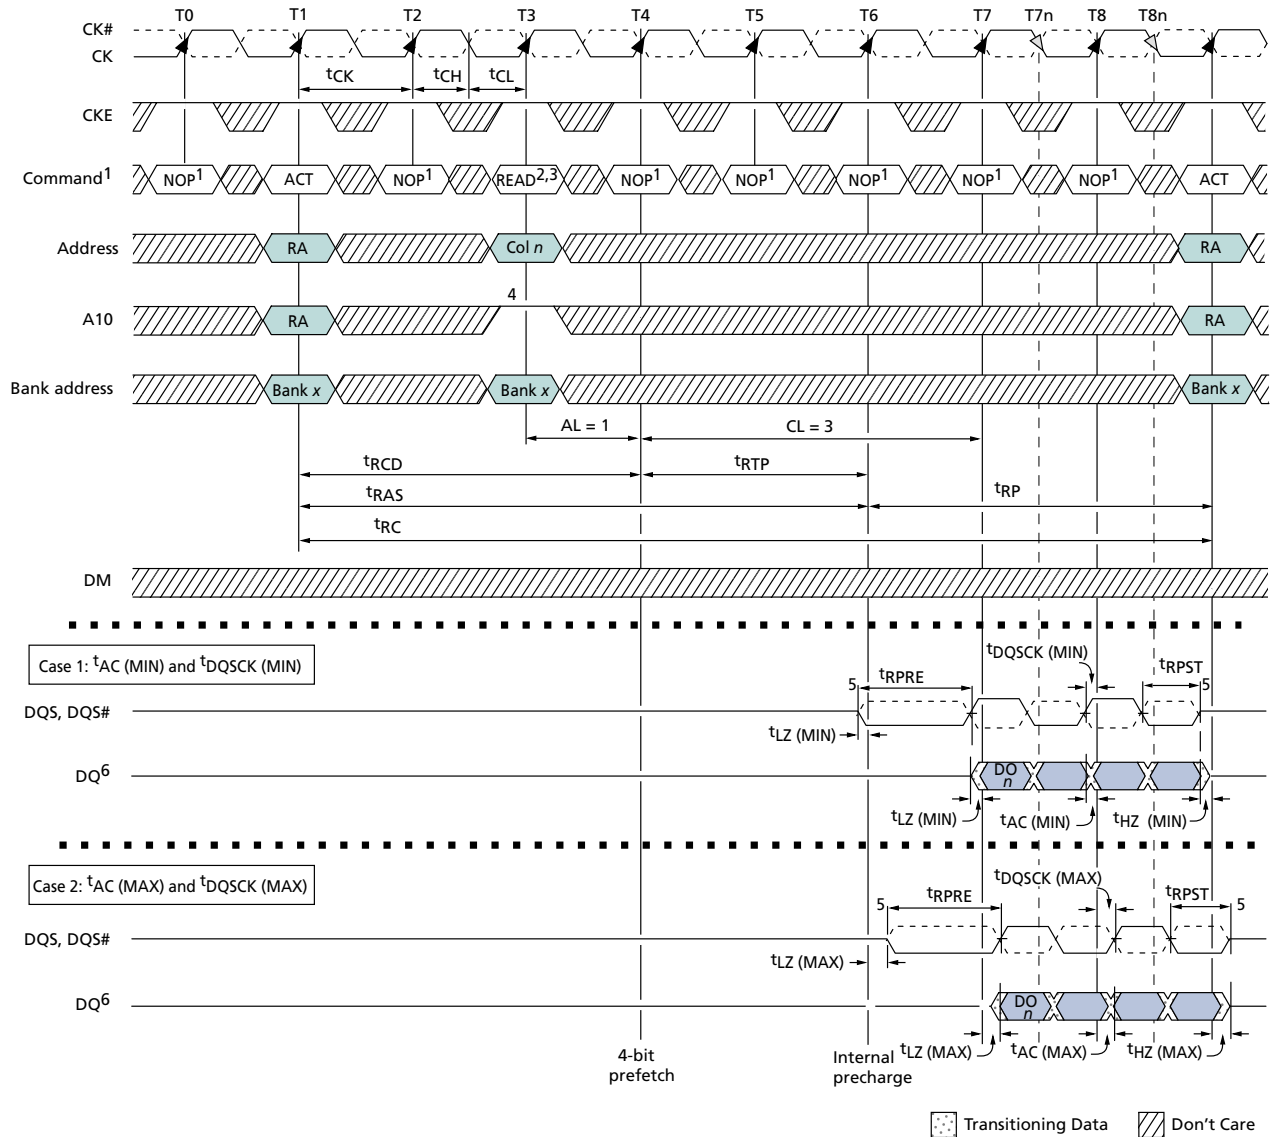 T0 T1 T2 T3 T4 T5 T6 T7 T7n T8 T8n
CK#
CK
tCK tCH tCL
CKE
Command1 NOP1 ACT NOP1 READ2,3 NOP1 NOP1 NOP1 NOP1 NOP1 ACT
Address RA Col n RA
4
A10 RA RA
Bank address Bank x Bank x Bank x
AL = 1 CL = 3
tRCD tRTP
tRAS tRP
tRC
DM
Case 1: tAC (MIN) and tDQSCK (MIN)
tDQSCK (MIN)
5 tRPRE tRPST 5
DQS, DQS#
tLZ (MIN)
DQ6 DO n
tLZ (MIN) tAC (MIN) tHZ (MIN)
Case 2: tAC (MAX) and tDQSCK (MAX)
tDQSCK (MAX)
5 tRPRE tRPST 5
DQS, DQS#
tLZ (MAX)
DQ6 DO n
tLZ (MAX) tAC (MAX) tHZ (MAX)
4-bit
prefetch
Internal
precharge
Transitioning Data Don't Care